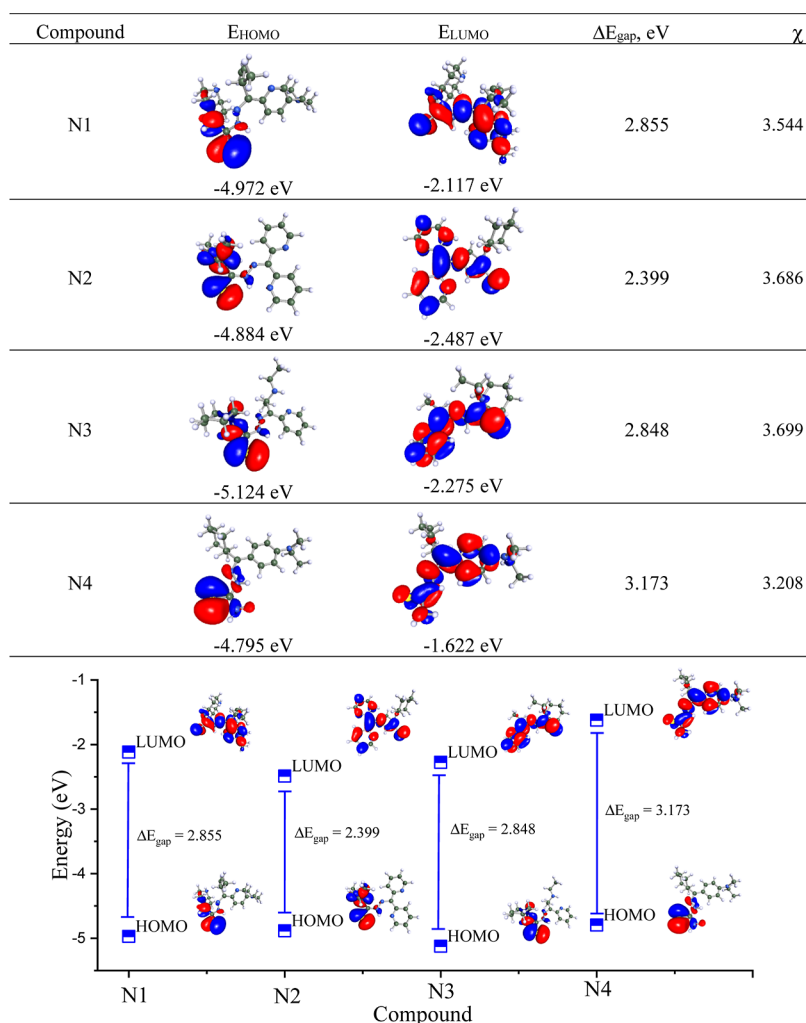 Compound EHOMO ELUMO ΔEgap, eV χ
N1 2.855 3.544
-4.972 eV -2.117 eV
N2 2.399 3.686
-4.884 eV -2.487 eV
N3 2.848 3.699
-5.124 eV -2.275 eV
N4 3.173 3.208
-4.795 eV -1.622 eV
-1
LUMO
-2
LUMO
LUMO
LUMO
-3
Energy (eV)
ΔEgap = 2.855
ΔEgap = 2.399
ΔEgap = 2.848
ΔEgap = 3.173
-4
HOMO
HOMO
HOMO
HOMO
-5
N1 N2 N3 N4
Compound